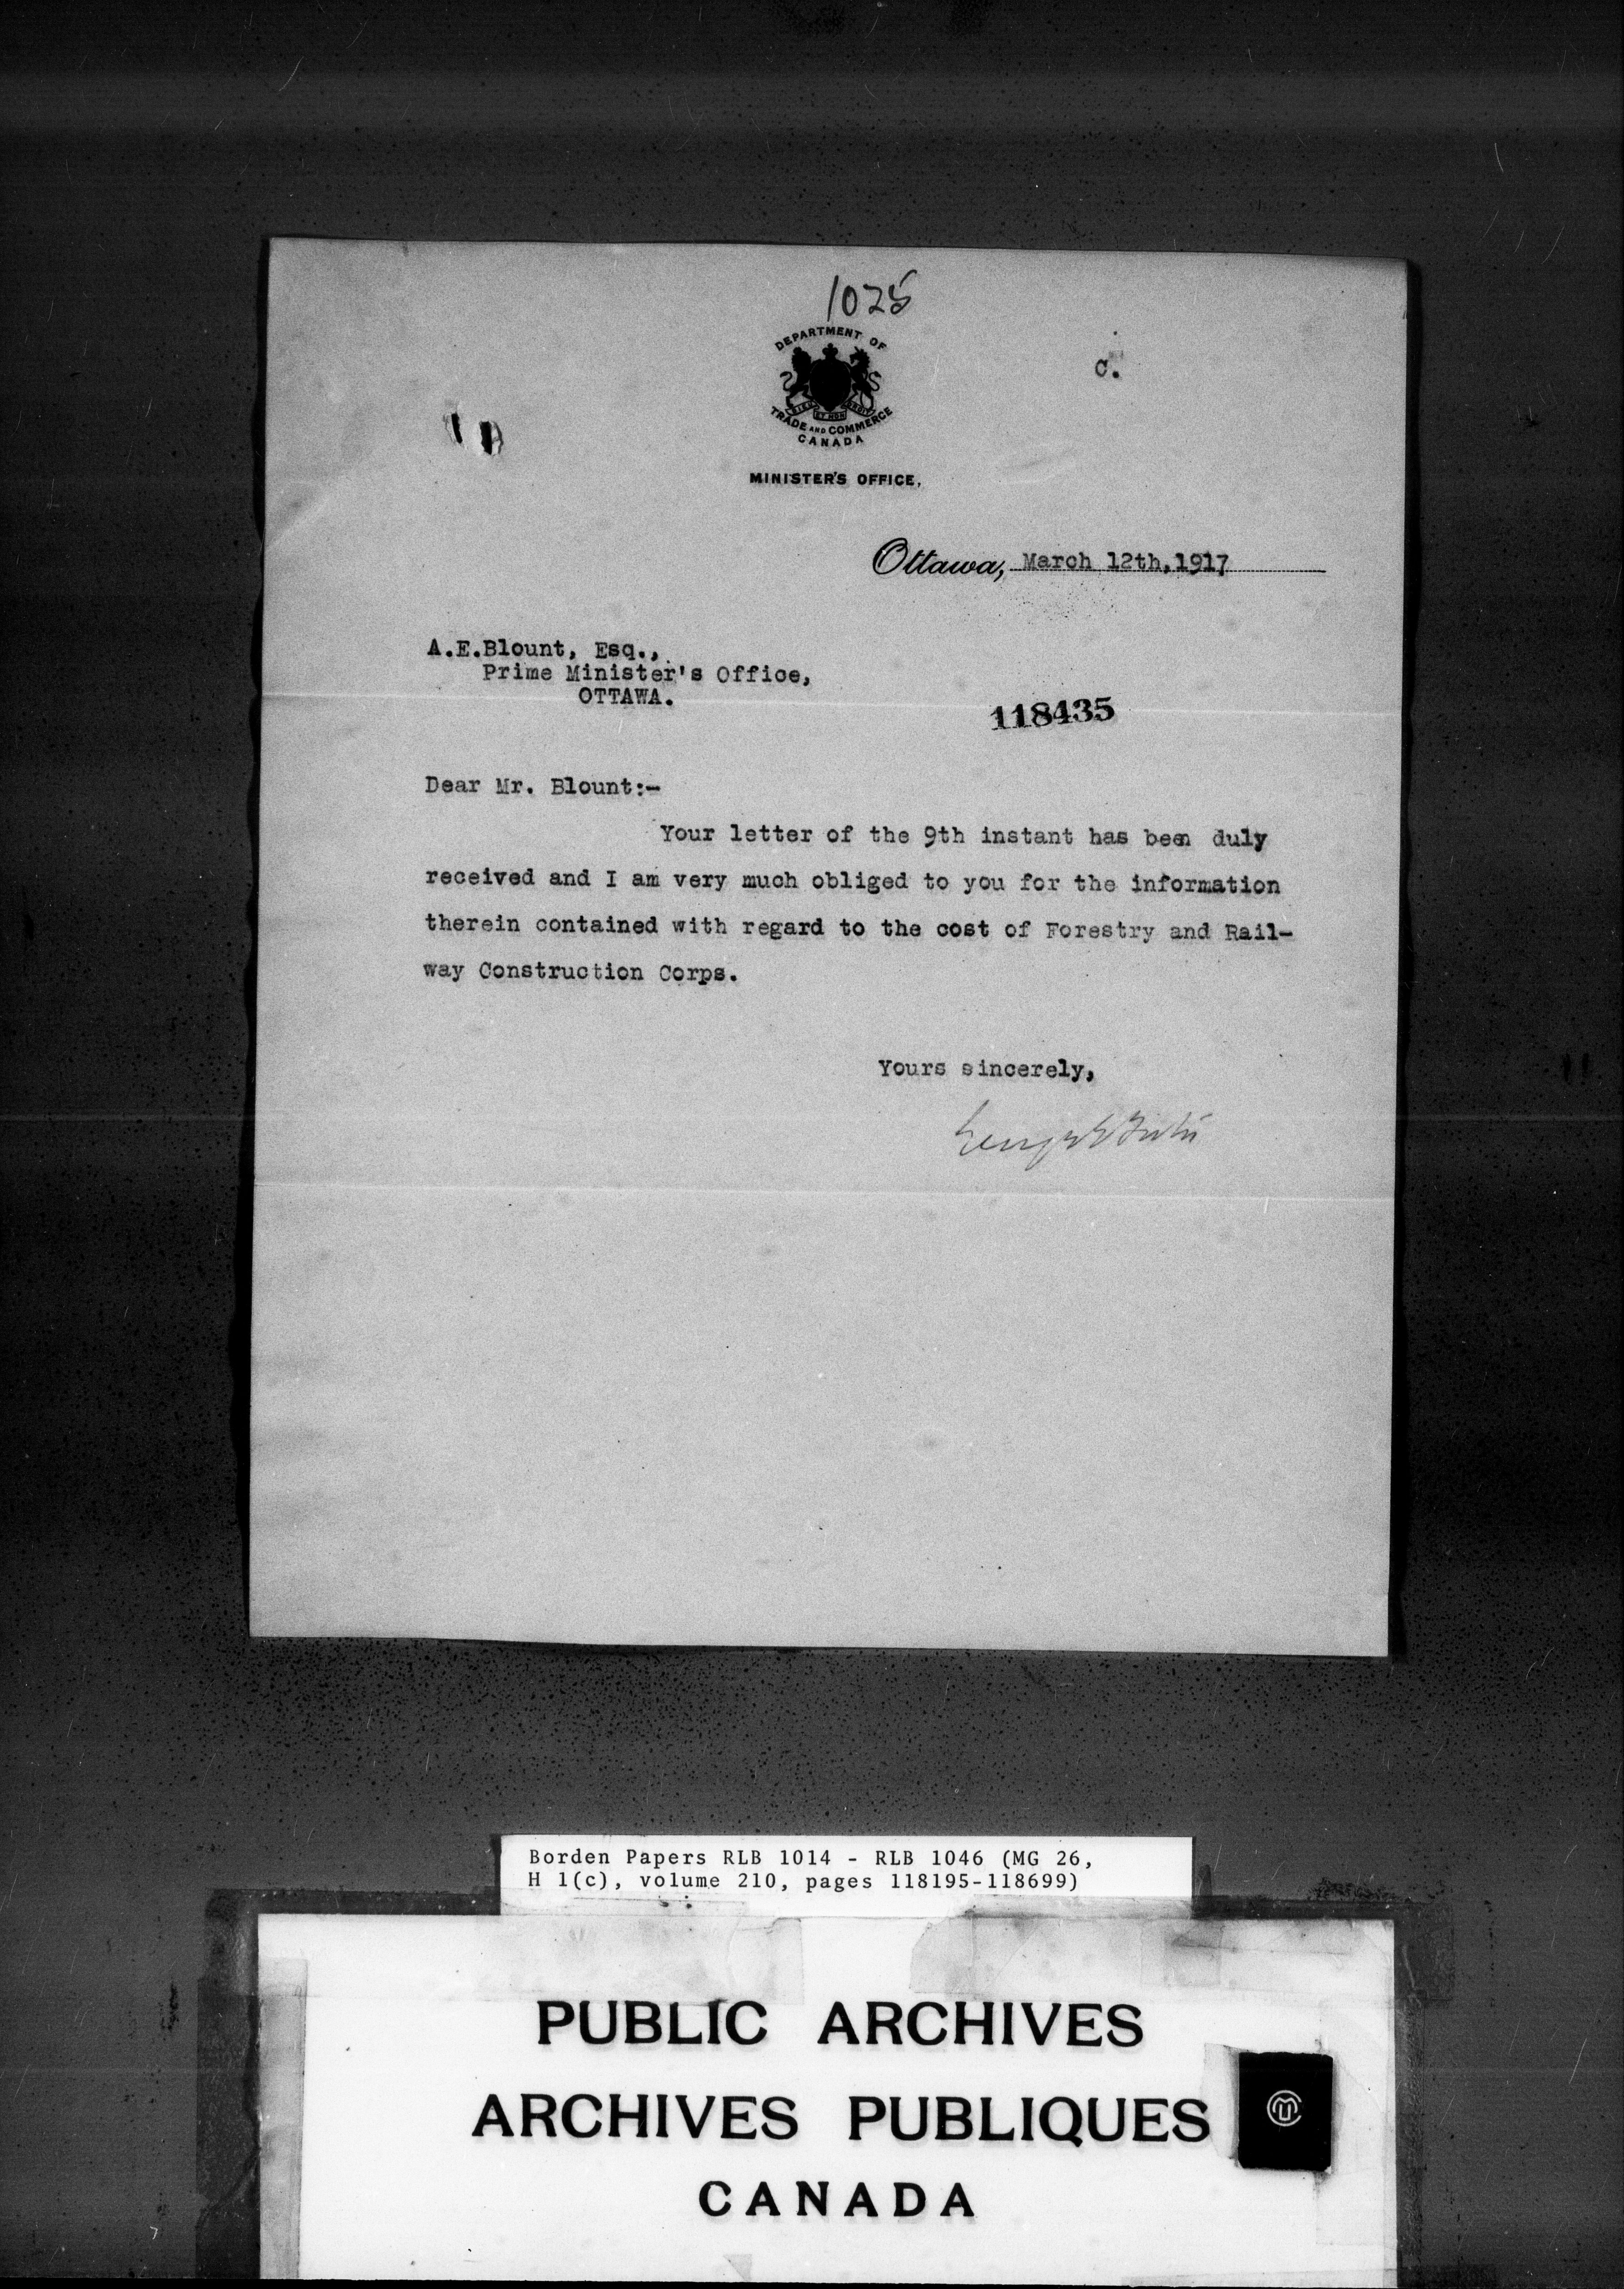 1025
DEPARTMENT OF
DIEU ET MON DROIT
TRADE AND COMMERCE
CANADA
C.
MINISTER'S OFFICE.
Ottawa, March 12th, 1917
A.E.Blount, Esq.,
Prime Minister's Office,
OTTAWA.
118435
Dear Mr. Blount:-
Your letter of the 9th instant has been duly
received and I am very much obliged to you for the information
therein contained with regard to the cost of Forestry and Rail-
way Construction Corps.
Yours sincerely,
Borden Papers RLB 1014 - RLB 1046 (MG 26,
H 1(c), volume 210, pages 118195-118699)
PUBLIC ARCHIVES
ARCHIVES PUBLIQUES
CANADA